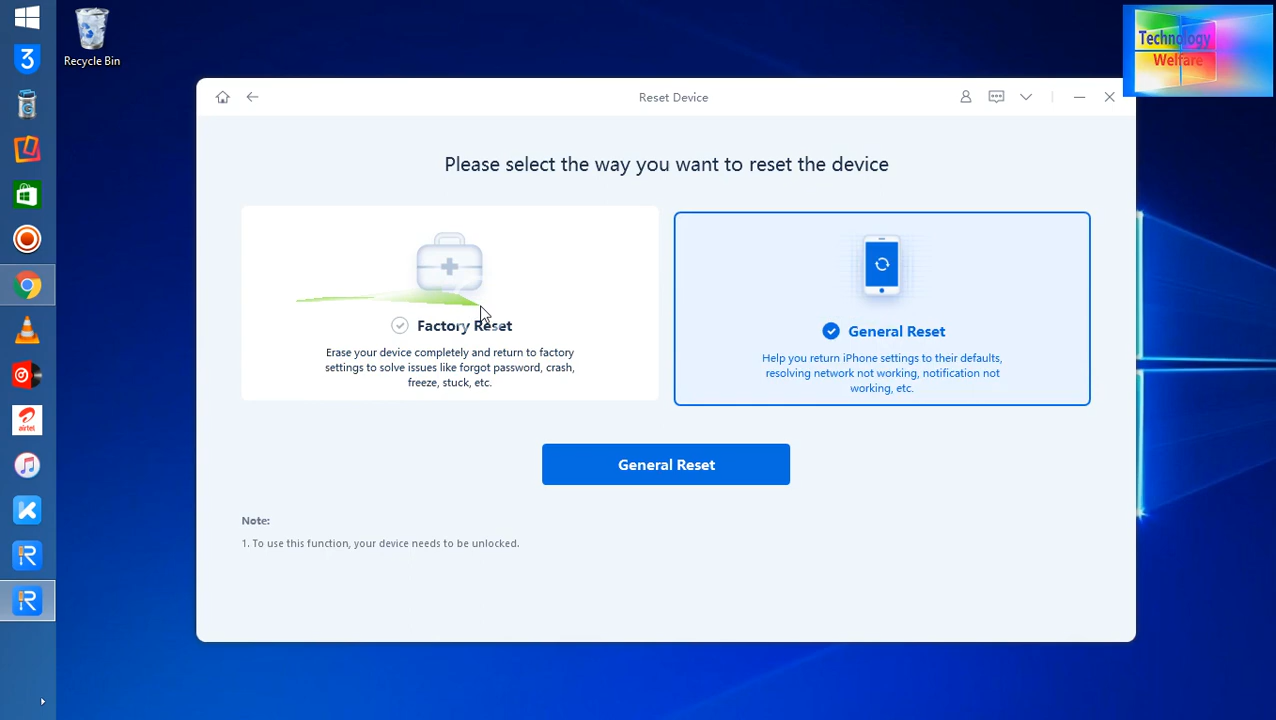 Technology
Welfare
Recycle Bin
Reset Device
Please select the way you want to reset the device
Factory Reset
Erase your device completely and return to factory
settings to solve issues like forgot password, crash,
freeze, stuck, etc.
General Reset
Help you return iPhone settings to their defaults,
resolving network not working, notification not
working, etc.
General Reset
Note:
1. To use this function, your device needs to be unlocked.
3
airtel